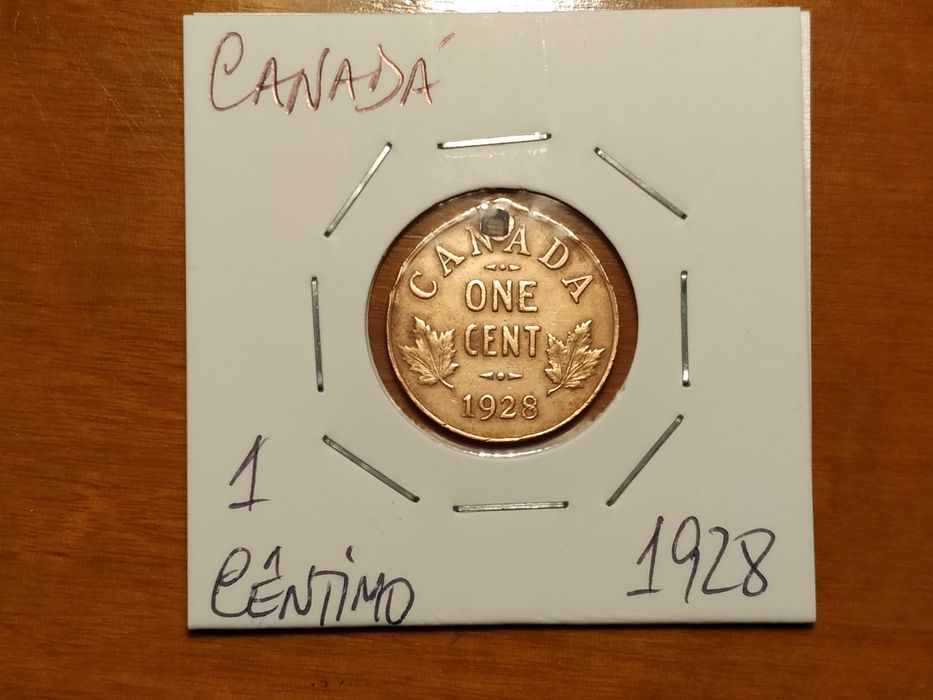 CANADÁ
CANADA
ONE
CENT
1928
1
CÊNTIMO
1928